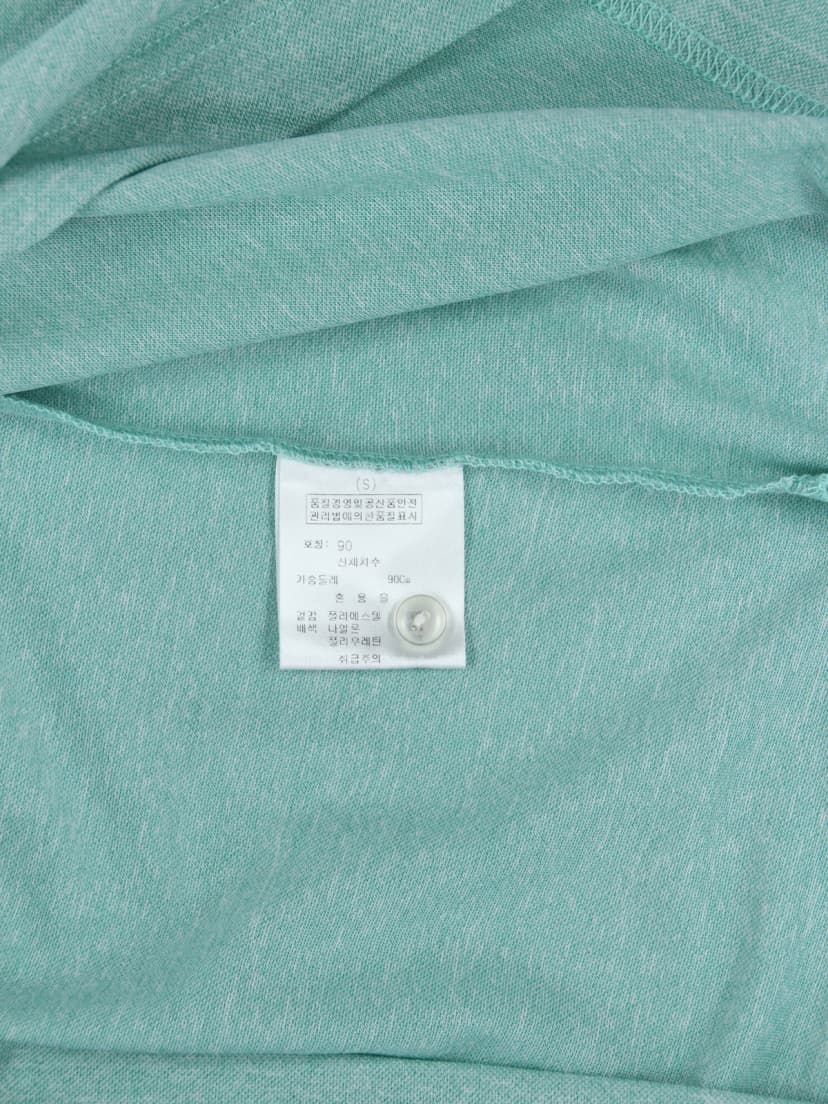 (S)
품질경영및공산품안전
관리법에의한품질표시
호칭: 90
신체치수
가슴둘레 90Cm
혼 용 율
겉감 폴리에스텔
배색 나일론
폴리우레탄
취급주의